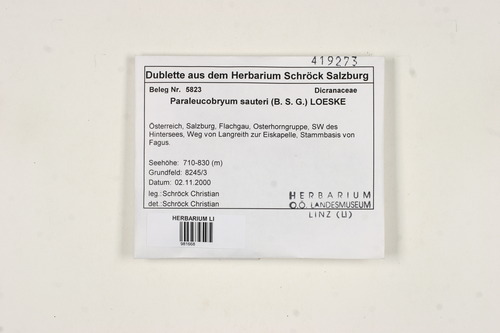 419273
Dublette aus dem Herbarium Schröck Salzburg
Beleg Nr. 5823 Dicranaceae
Paraleucobryum sauteri (B. S. G.) LOESKE
Österreich, Salzburg, Flachgau, Osterhorngruppe, SW des
Hintersees, Weg von Langreith zur Eiskapelle, Stammbasis von
Fagus.
Seehöhe: 710-830 (m)
Grundfeld: 8245/3
Datum: 02.11.2000
leg.:Schröck Christian
det.:Schröck Christian
HERBARIUM
O.Ö. LANDESMUSEUM
LINZ (LI)
HERBARIUM LI